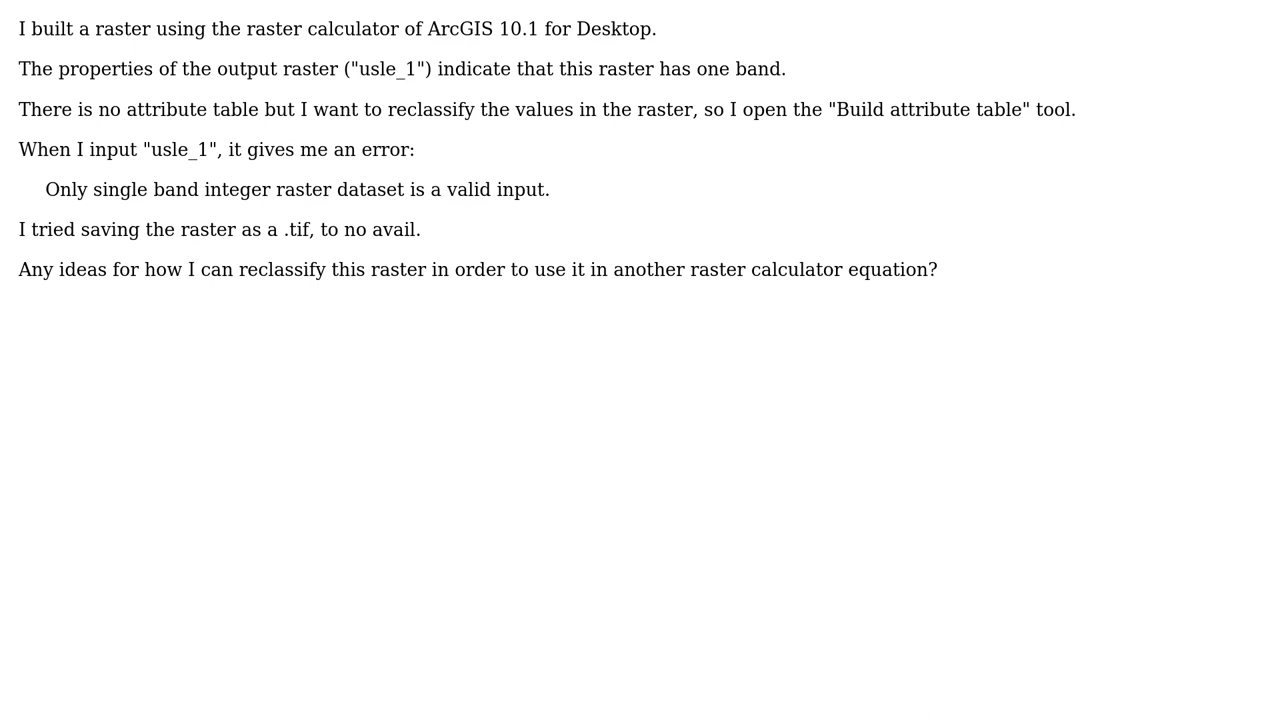 I built a raster using the raster calculator of ArcGIS 10.1 for Desktop.
The properties of the output raster ("usle_1") indicate that this raster has one band.
There is no attribute table but I want to reclassify the values in the raster, so I open the "Build attribute table" tool.
When I input "usle_1", it gives me an error:
Only single band integer raster dataset is a valid input.
I tried saving the raster as a .tif, to no avail.
Any ideas for how I can reclassify this raster in order to use it in another raster calculator equation?